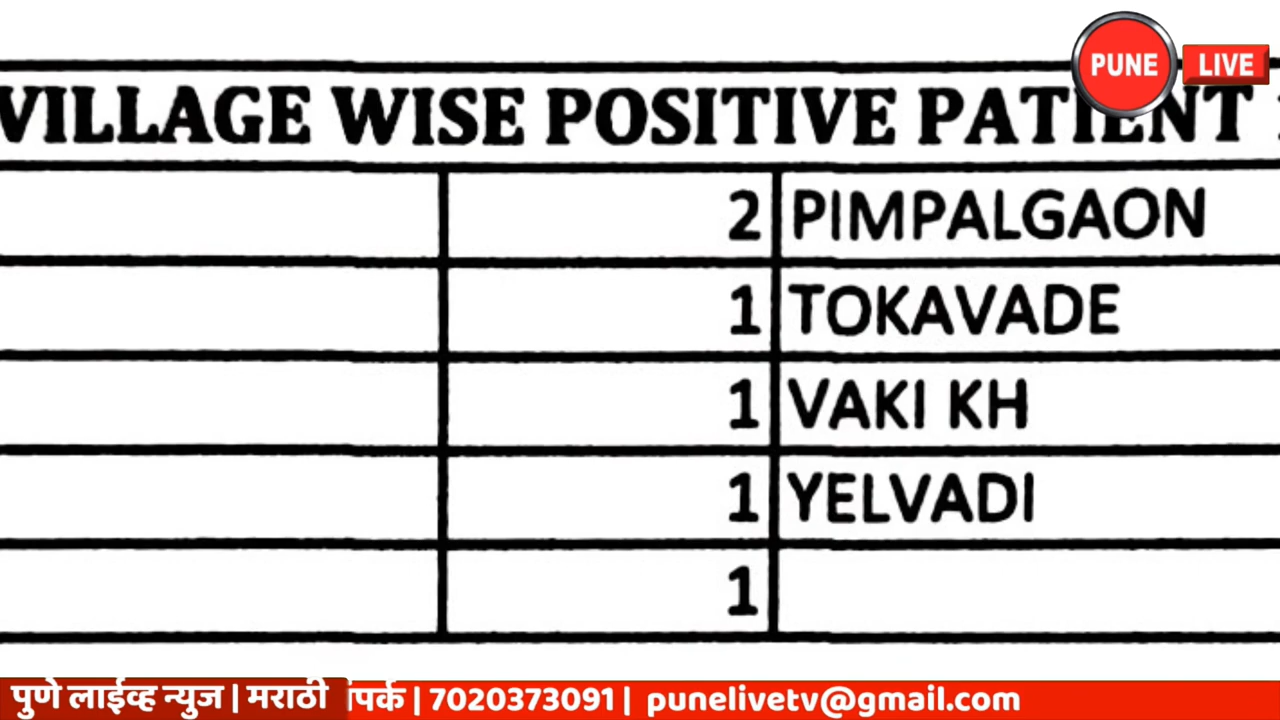 PUNE LIVE
VILLAGE WISE POSITIVE PATIENT
2 PIMPALGAON
1 TOKAVADE
1 VAKI KH
1 YELVADI
1
पुणे लाईव्ह न्युज | मराठी ंपर्क | 7020373091 | punelivetv@gmail.com